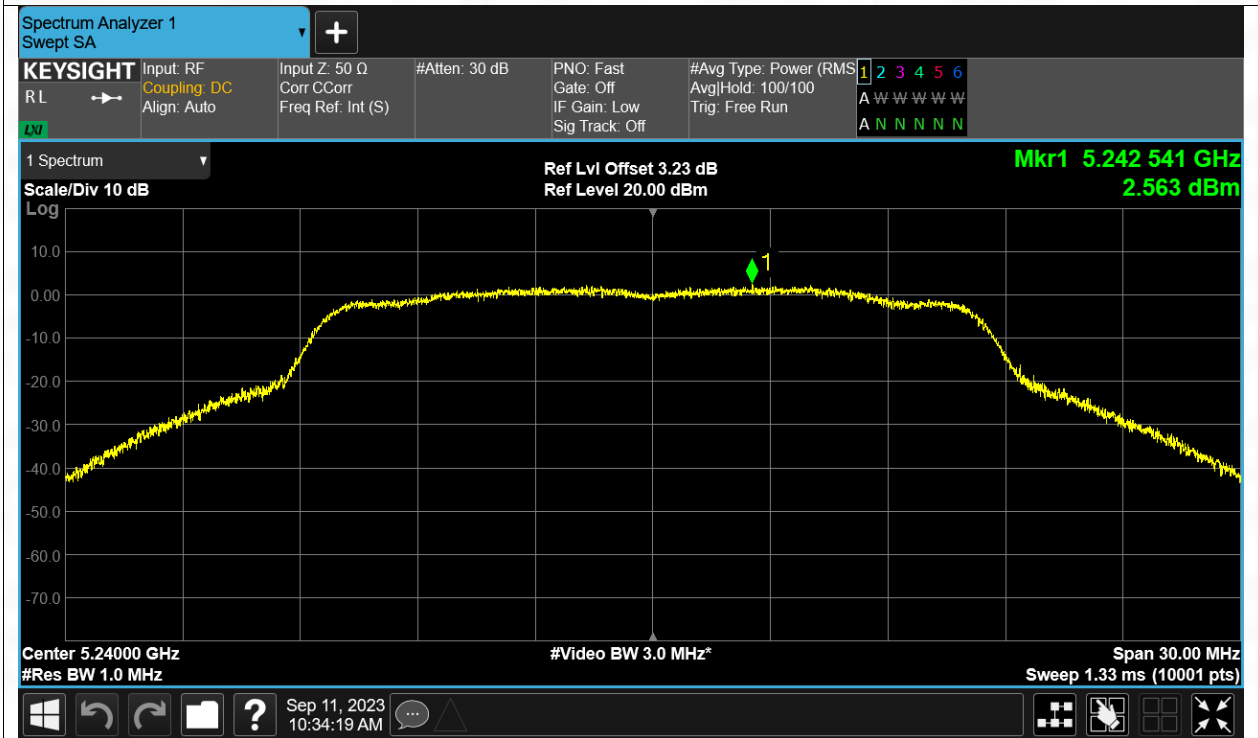 Spectrum Analyzer 1
Swept SA
+
KEYSIGHT
R L
LXI
Input: RF
Coupling: DC
Align: Auto
Input Z: 50 Ω
Corr CCorr
Freq Ref: Int (S)
#Atten: 30 dB
PNO: Fast
Gate: Off
IF Gain: Low
Sig Track: Off
#Avg Type: Power (RMS
Avg|Hold: 100/100
Trig: Free Run
1 2 3 4 5 6
A W W W W W
A N N N N N
1 Spectrum
Scale/Div 10 dB
Log
Ref Lvl Offset 3.23 dB
Ref Level 20.00 dBm
Mkr1 5.242 541 GHz
2.563 dBm
1
10.0
0.00
-10.0
-20.0
-30.0
-40.0
-50.0
-60.0
-70.0
Center 5.24000 GHz
#Res BW 1.0 MHz
#Video BW 3.0 MHz*
Span 30.00 MHz
Sweep 1.33 ms (10001 pts)
?
Sep 11, 2023
10:34:19 AM